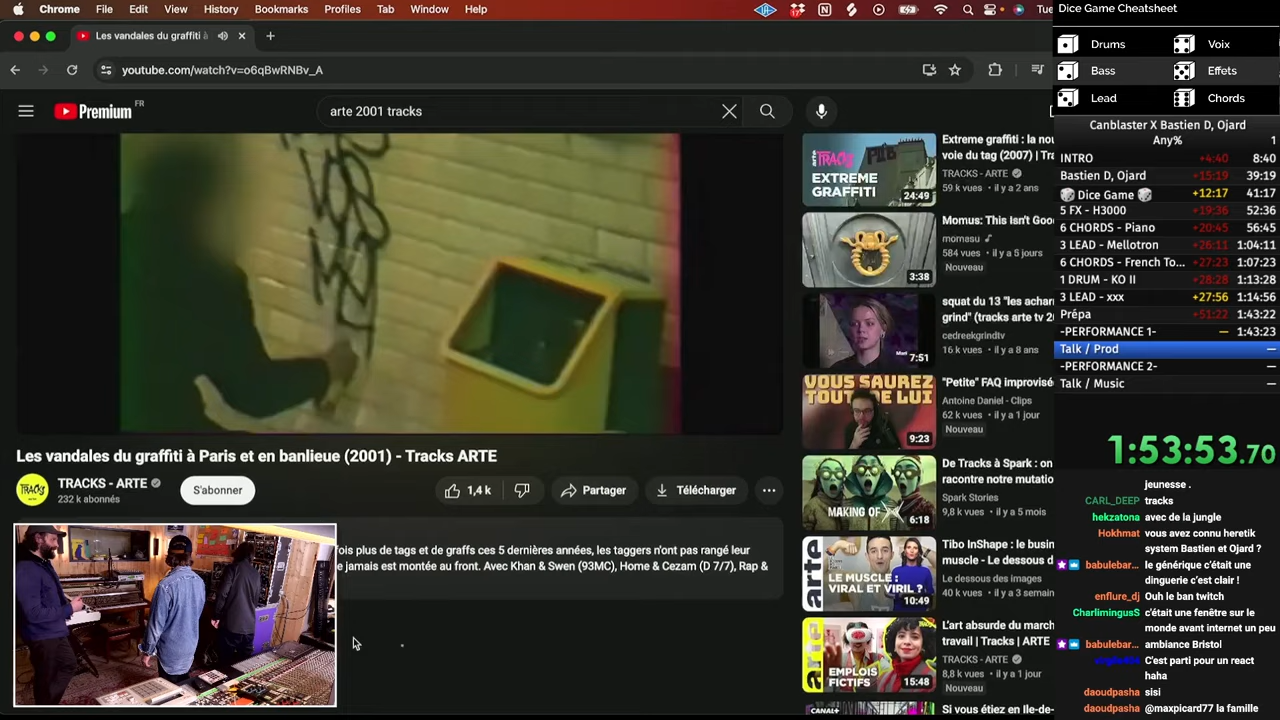 Chrome File Edit View History Bookmarks Profiles Tab Window Help
17
Tue
Les vandales du graffiti à
youtube.com/watch?v=o6qBwRNBv_A
Premium FR
arte 2001 tracks
Extreme graffiti : la nou
voie du tag (2007) | Tra
TRACKS - ARTE
59 k vues • il y a 2 ans
arte TRACKS
EXTREME
GRAFFITI
24:49
Momus: This Isn't Good
momasu
584 vues • il y a 5 jours
Nouveau
3:38
squat du 13 "les achar
grind" (tracks arte tv 20
cedreekgrindtv
16 k vues • il y a 8 ans
7:51
"Petite" FAQ improvisée
Antoine Daniel - Clips
62 k vues • il y a 1 jour
Nouveau
VOUS SAUREZ
TOUT DE LUI
9:23
De Tracks à Spark : on
raconte notre mutatio
Spark Stories
9,8 k vues • il y a 5 mois
MAKING OF
6:18
Tibo InShape : le busin
muscle - Le dessous d
Le dessous des images
40 k vues • il y a 3 semain
arte
LE MUSCLE :
VIRAL ET VIRIL ?
10:49
L'art absurde du march
travail | Tracks | ARTE
TRACKS - ARTE
8,8 k vues • il y a 1 jour
Nouveau
EMPLOIS
FICTIFS
15:48
CANAL+
Si vous étiez en Ile-de-
Les vandales du graffiti à Paris et en banlieue (2001) - Tracks ARTE
TRACKS
TRACKS - ARTE
232 k abonnés
S'abonner
1,4 k
Partager
Télécharger
ois plus de tags et de graffs ces 5 dernières années, les taggers n'ont pas rangé leur
e jamais est montée au front. Avec Khan & Swen (93MC), Home & Cezam (D 7/7), Rap &
Dice Game Cheatsheet
Drums Voix
Bass Effets
Lead Chords
Canblaster X Bastien D, Ojard
Any% 1
INTRO +4:40 8:40
Bastien D, Ojard +15:19 39:19
Dice Game +12:17 41:17
5 FX - H3000 +19:36 52:36
6 CHORDS - Piano +20:45 56:45
3 LEAD - Mellotron +26:11 1:04:11
6 CHORDS - French To... +27:23 1:07:23
1 DRUM - KO II +28:28 1:13:28
3 LEAD - xxx +27:56 1:14:56
Prépa +51:22 1:43:22
-PERFORMANCE 1- — 1:43:23
Talk / Prod —
-PERFORMANCE 2- —
Talk / Music —
1:53:53.70
jeunesse .
CARL_DEEP tracks
hekzatona avec de la jungle
Hokhmat vous avez connu heretik
system Bastien et Ojard ?
babulebar... le générique c'était une
dinguerie c'est clair !
enflure_dj Ouh le ban twitch
CharlimingusS c'était une fenêtre sur le
monde avant internet un peu
babulebar... ambiance Bristol
C'est parti pour un react
haha
daoudpasha sisi
daoudpasha @maxpicard77 la famille